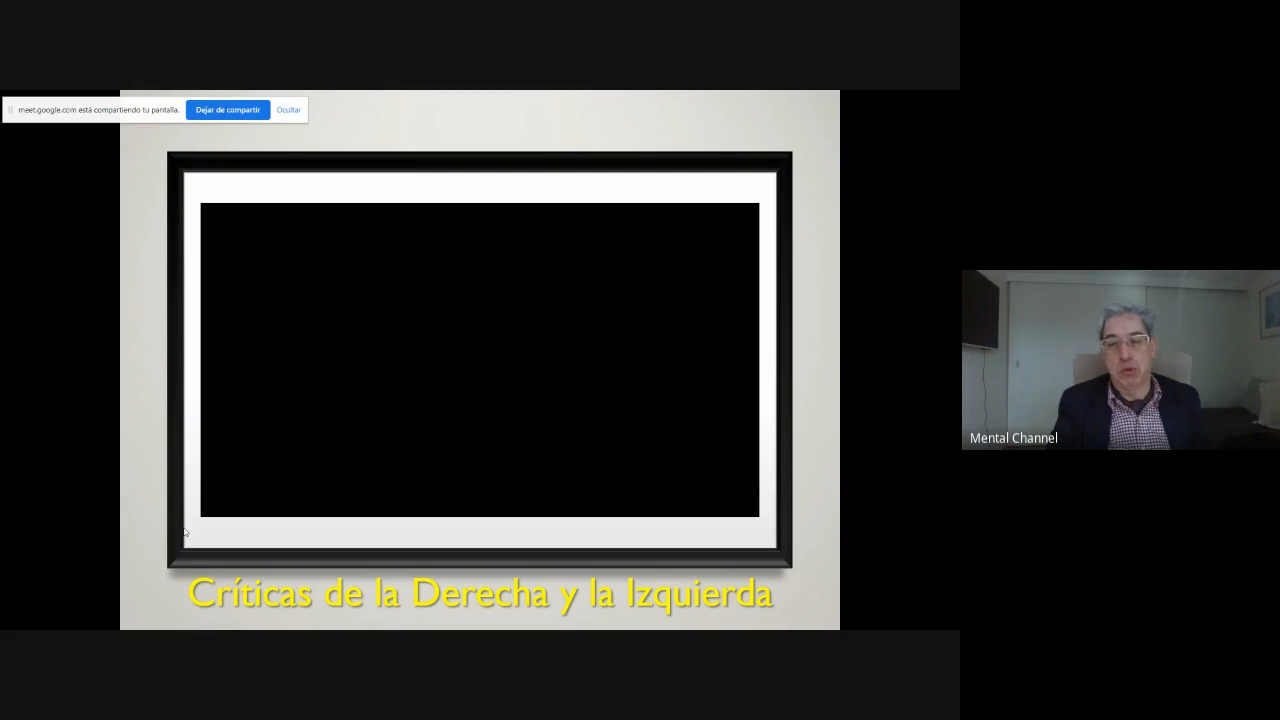 meet.google.com está compartiendo tu pantalla. Dejar de compartir Ocultar
Críticas de la Derecha y la Izquierda
Mental Channel